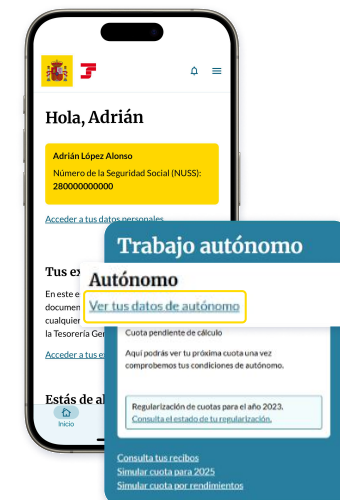 Hola, Adrián
Adrián López Alonso
Número de la Seguridad Social (NUSS):
280000000000
Acceder a tus datos personales
Trabajo autónomo
Tus
Autónomo
En este
Ver tus datos de autónomo
cualquier
Cuota pendiente de cálculo
la Tesorería
Aquí podrás ver tu próxima cuota una vez
comprobemos tus condiciones de autónomo.
Acceder a tus
Regularización de cuotas para el año 2023.
Consulta el estado de tu regularización.
Estás de
Inicio
Consulta tus recibos
Simular cuota para 2025
Simular cuota por rendimientos